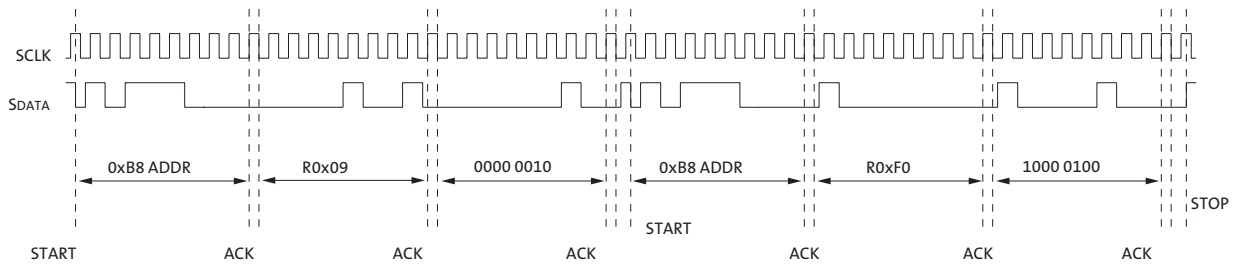 SCLK
SDATA
0xB8 ADDR R0x09 0000 0010 0xB8 ADDR R0xF0 1000 0100
STOP
START
START ACK ACK ACK ACK ACK ACK